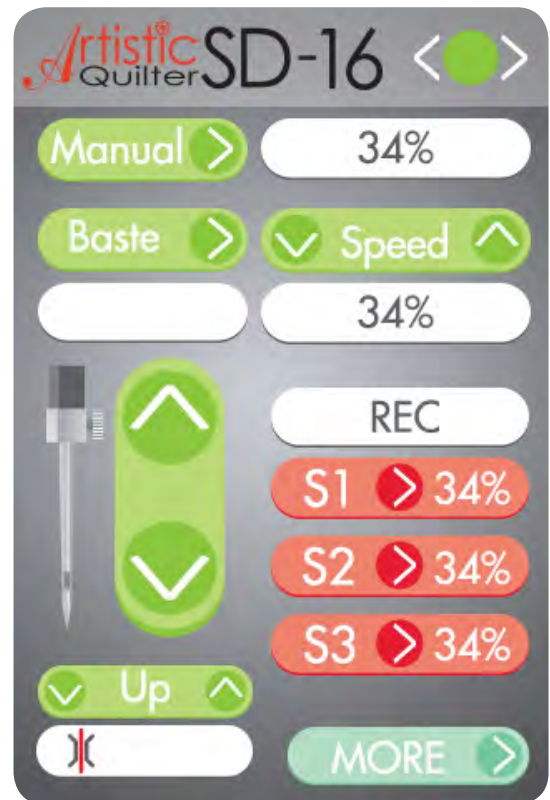 Artistic
Quilter SD-16
Manual 34%
Baste Speed
34%
REC
S1 34%
S2 34%
S3 34%
Up
MORE